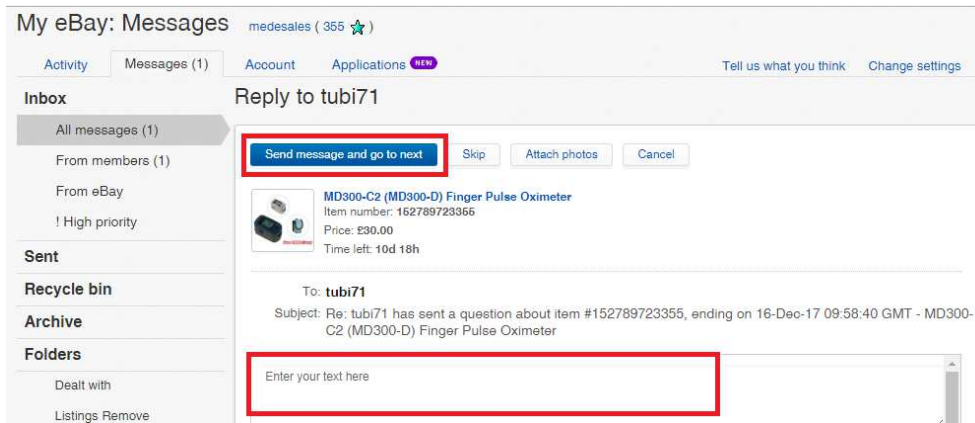 My eBay: Messages medesales ( 355 )
Activity Messages (1) Account Applications NEW Tell us what you think Change settings
Inbox
All messages (1)
From members (1)
From eBay
! High priority
Sent
Recycle bin
Archive
Folders
Dealt with
Listings Remove
Reply to tubi71
Send message and go to next Skip Attach photos Cancel
MD300-C2 (MD300-D) Finger Pulse Oximeter
Item number: 152789723355
Price: £30.00
Time left: 10d 18h
To: tubi71
Subject: Re: tubi71 has sent a question about item #152789723355, ending on 16-Dec-17 09:58:40 GMT - MD300-
C2 (MD300-D) Finger Pulse Oximeter
Enter your text here